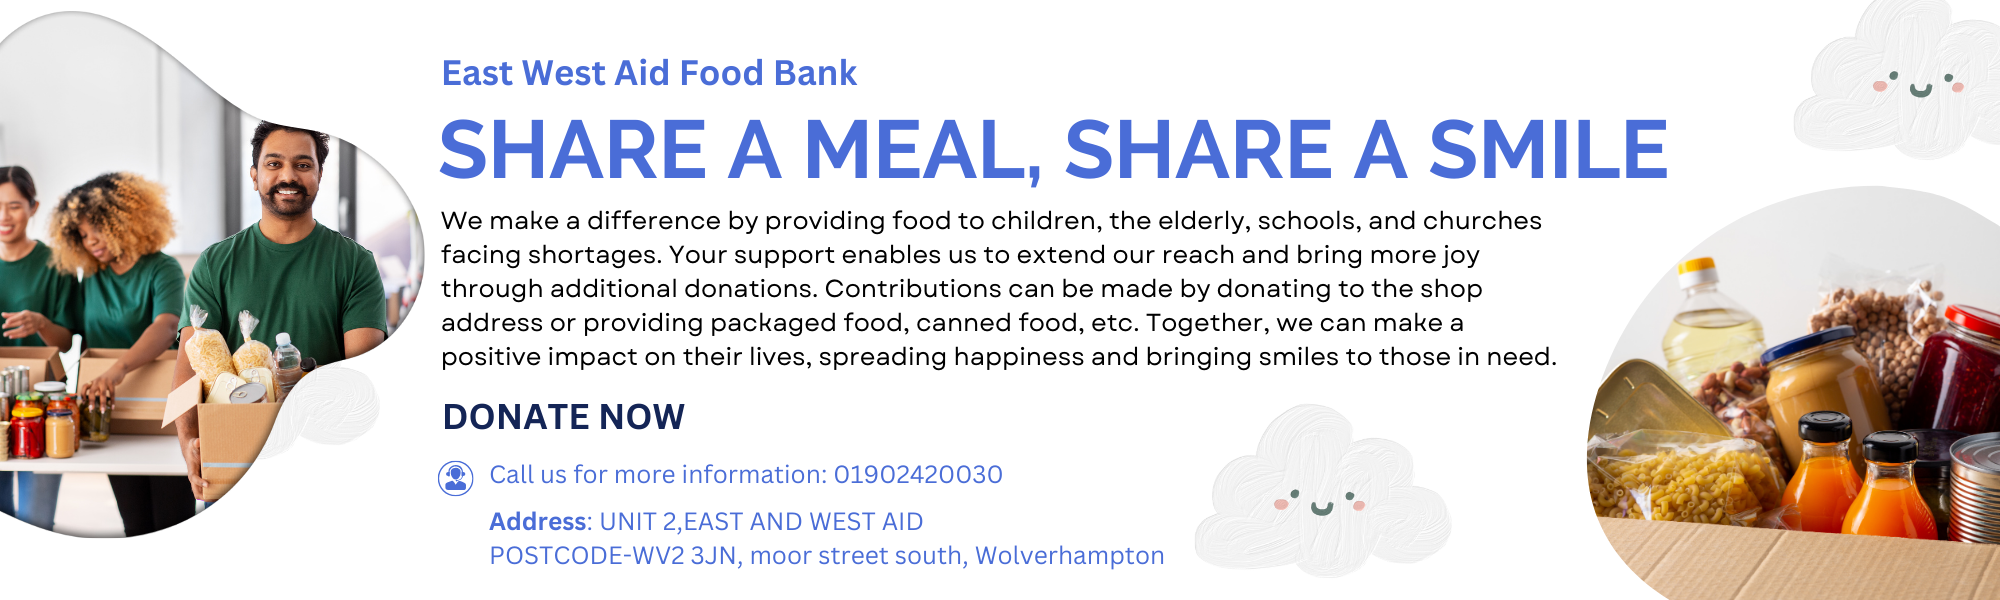 East West Aid Food Bank
SHARE A MEAL, SHARE A SMILE
We make a difference by providing food to children, the elderly, schools, and churches
facing shortages. Your support enables us to extend our reach and bring more joy
through additional donations. Contributions can be made by donating to the shop
address or providing packaged food, canned food, etc. Together, we can make a
positive impact on their lives, spreading happiness and bringing smiles to those in need.
DONATE NOW
Call us for more information: 01902420030
Address: UNIT 2,EAST AND WEST AID
POSTCODE-WV2 3JN, moor street south, Wolverhampton